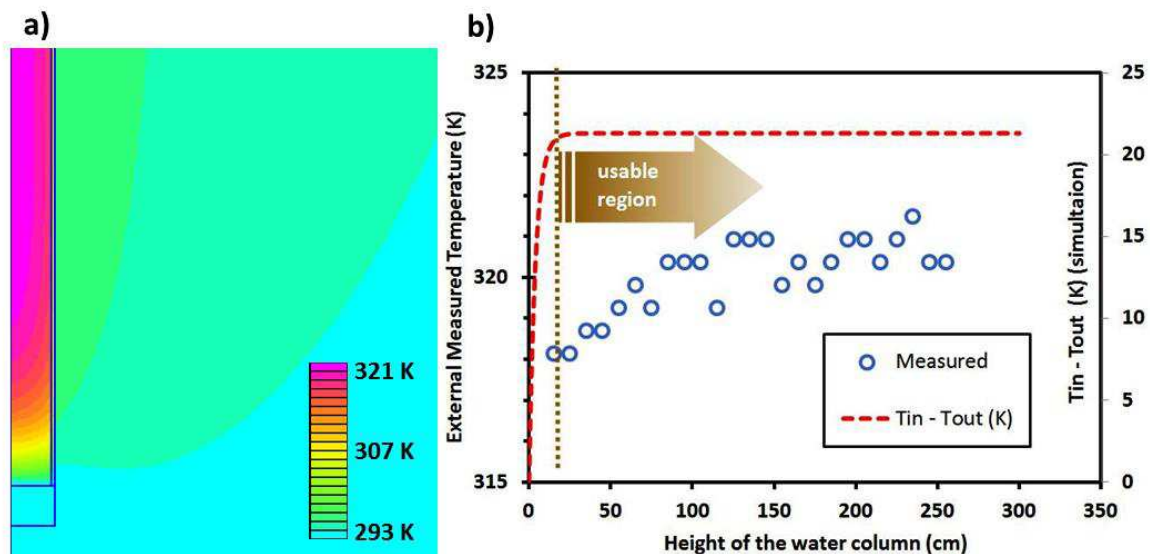 a)
321 K
307 K
293 K
b)
External Measured Temperature (K)
325
320
315
25
20
15
10
5
0
Tin - Tout (K) (simultaion)
usable
region
Measured
Tin - Tout (K)
0 50 100 150 200 250 300 350
Height of the water column (cm)